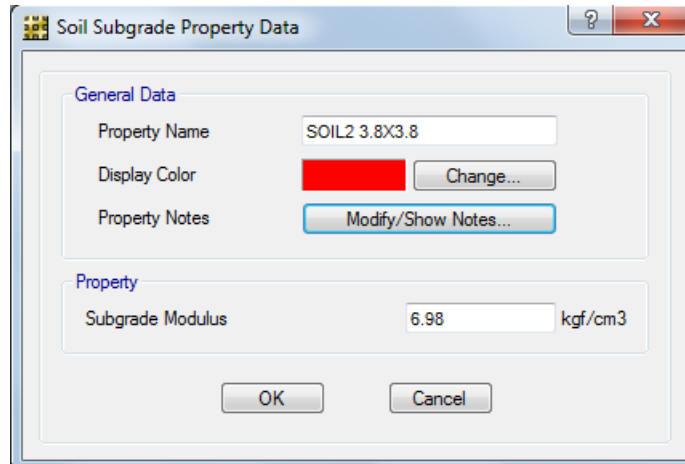 Soil Subgrade Property Data
General Data
Property Name SOIL2 3.8X3.8
Display Color Change...
Property Notes Modify/Show Notes...
Property
Subgrade Modulus 6.98 kgf/cm3
OK Cancel